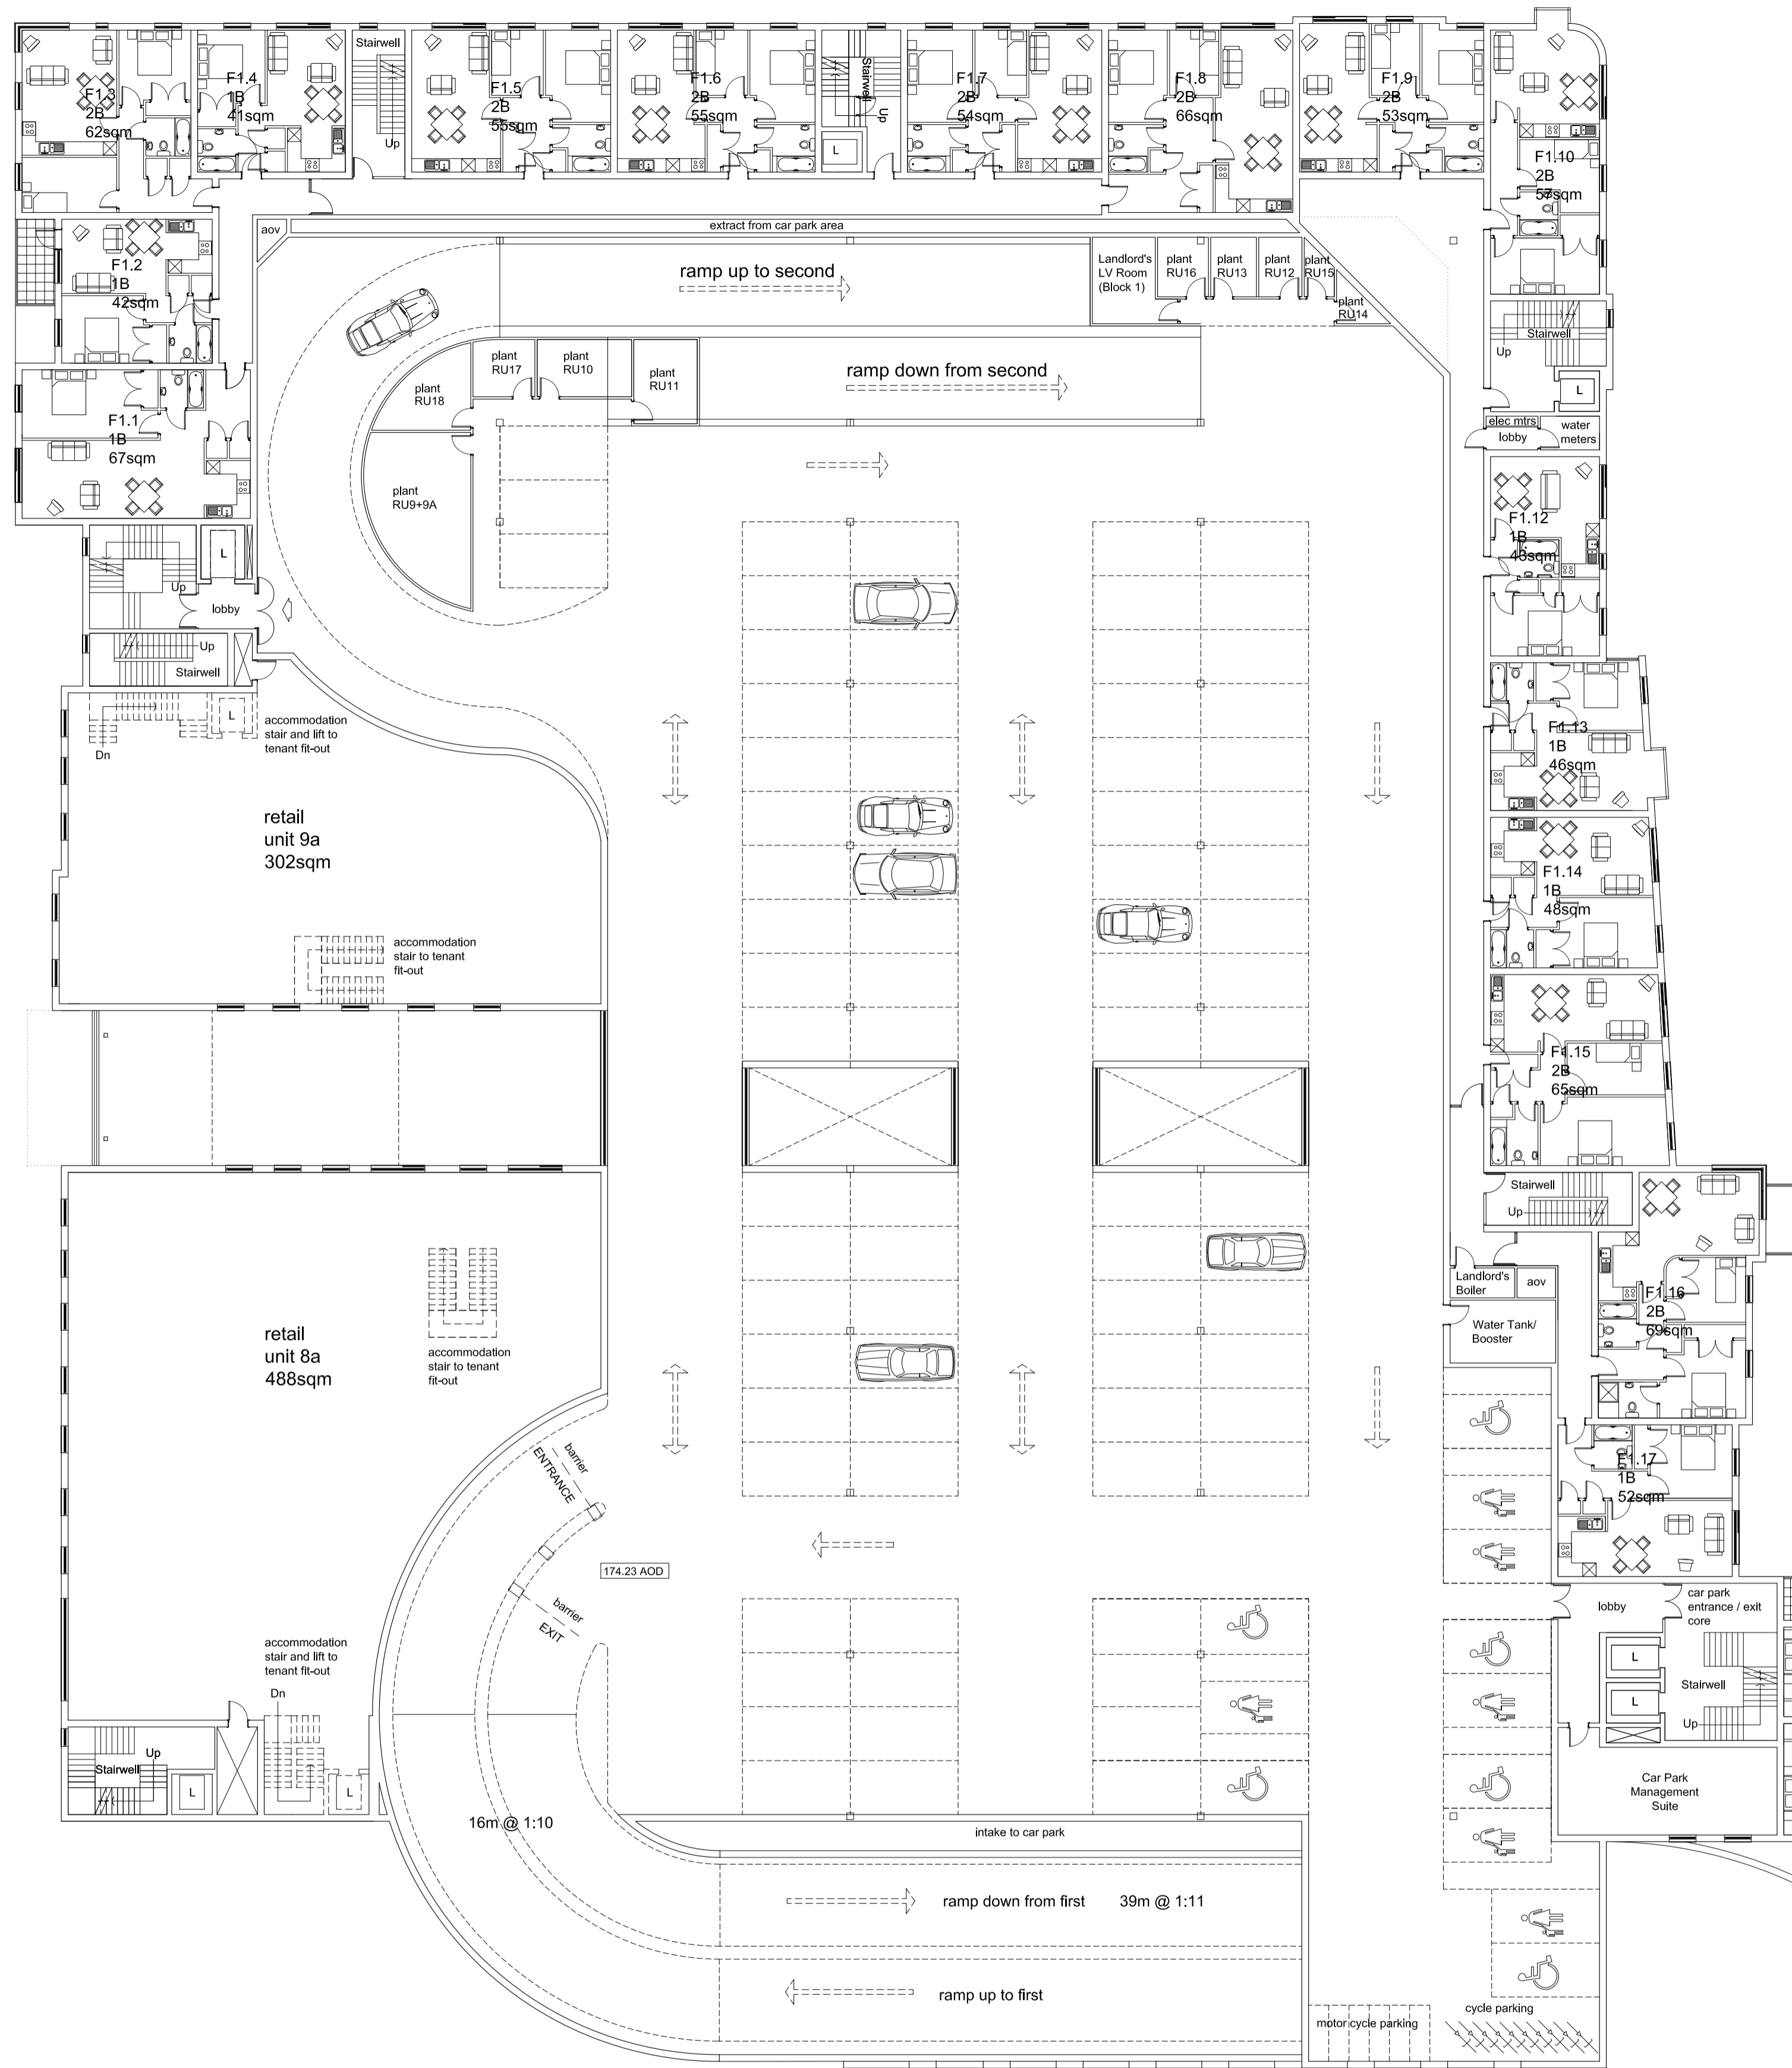 Stairwell
Up
F1.3
2B
62sqm
F1.4
1B
41sqm
F1.5
2B
55sqm
F1.6
2B
55sqm
Stairwell
Up
L
F1.7
2B
54sqm
F1.8
2B
66sqm
F1.9
2B
53sqm
F1.10
2B
57sqm
extract from car park area
aov
F1.2
1B
42sqm
ramp up to second
Landlord's
LV Room
(Block 1)
plant
RU16
plant
RU13
plant
RU12
plant
RU15
plant
RU14
Stairwell
Up
L
F1.1
1B
67sqm
plant
RU18
plant
RU17
plant
RU10
plant
RU11
ramp down from second
elec mtrs
lobby
water
meters
plant
RU9+9A
F1.12
1B
43sqm
L
Up
lobby
Up
Stairwell
L
Dn
accommodation
stair and lift to
tenant fit-out
F1.13
1B
46sqm
retail
unit 9a
302sqm
F1.14
1B
48sqm
accommodation
stair to tenant
fit-out
F1.15
2B
65sqm
Stairwell
Up
Landlord's
Boiler
aov
Water Tank/
Booster
F1.16
2B
69sqm
retail
unit 8a
488sqm
accommodation
stair to tenant
fit-out
barrier
ENTRANCE
F1.17
1B
52sqm
174.23 AOD
barrier
EXIT
lobby
car park
entrance / exit
core
L
L
Stairwell
Up
accommodation
stair and lift to
tenant fit-out
Dn
Up
Stairwell
L
L
Car Park
Management
Suite
16m @ 1:10
intake to car park
ramp down from first 39m @ 1:11
ramp up to first
motor cycle parking
cycle parking